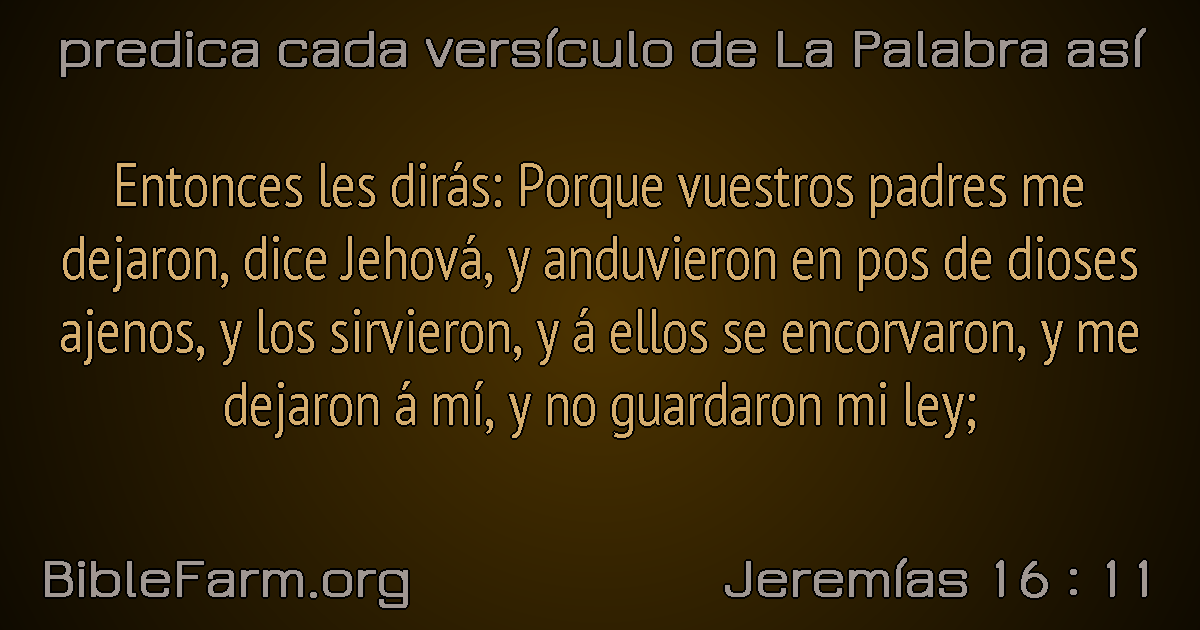 predica cada versículo de La Palabra así
Entonces les dirás: Porque vuestros padres me
dejaron, dice Jehová, y anduvieron en pos de dioses
ajenos, y los sirvieron, y á ellos se encorvaron, y me
dejaron á mí, y no guardaron mi ley;
BibleFarm.org
Jeremías 16 : 11